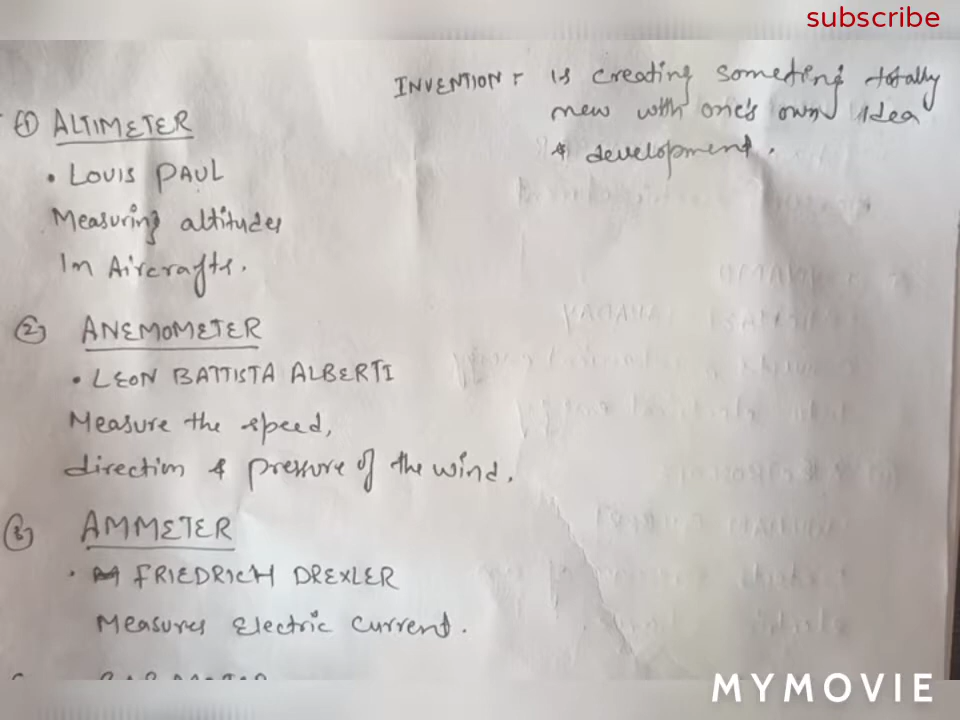 subscribe
INVENTION : is creating someting totally
new with one's own idea
& development.
① ALTIMETER
• LOUIS PAUL
Measuring altitudes
In Aircrafts.
② ANEMOMETER
• LEON BATTISTA ALBERTI
Measure the speed,
direction & pressure of the wind.
③ AMMETER
• FRIEDRICH DREXLER
Measures Electric current.
MYMOVIE